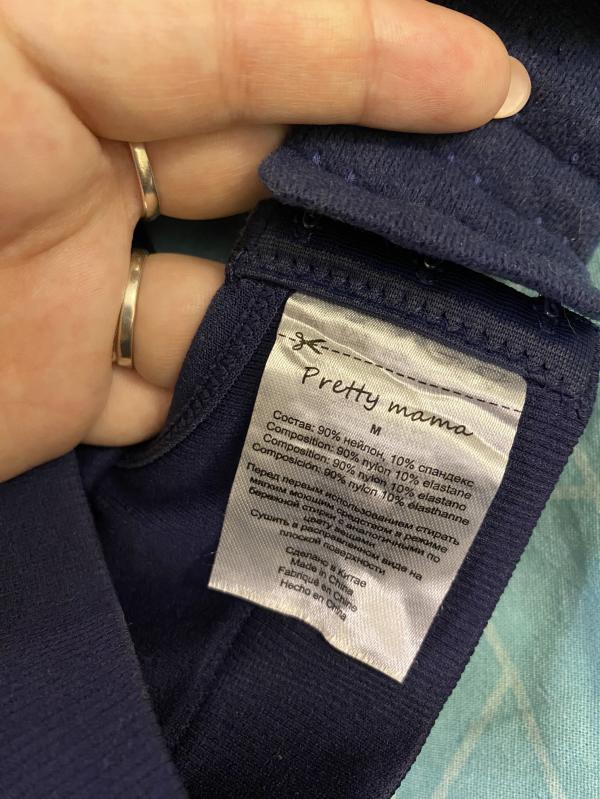 Pretty mama
M
Состав: 90% нейлон, 10% спандекс
Composition: 90% nylon 10% elastane
Composition: 90% nylon 10% elastano
Composición: 90% nylon 10% elasthanne
Перед первым использованием стирать
мягким моющим средством в режиме
бережной стирки с аналогичными по
цвету вещами.
Сушить в расправленном виде на
плоской поверхности
Сделано в Китае
Made in China
Fabriqué en Chine
Hecho en China